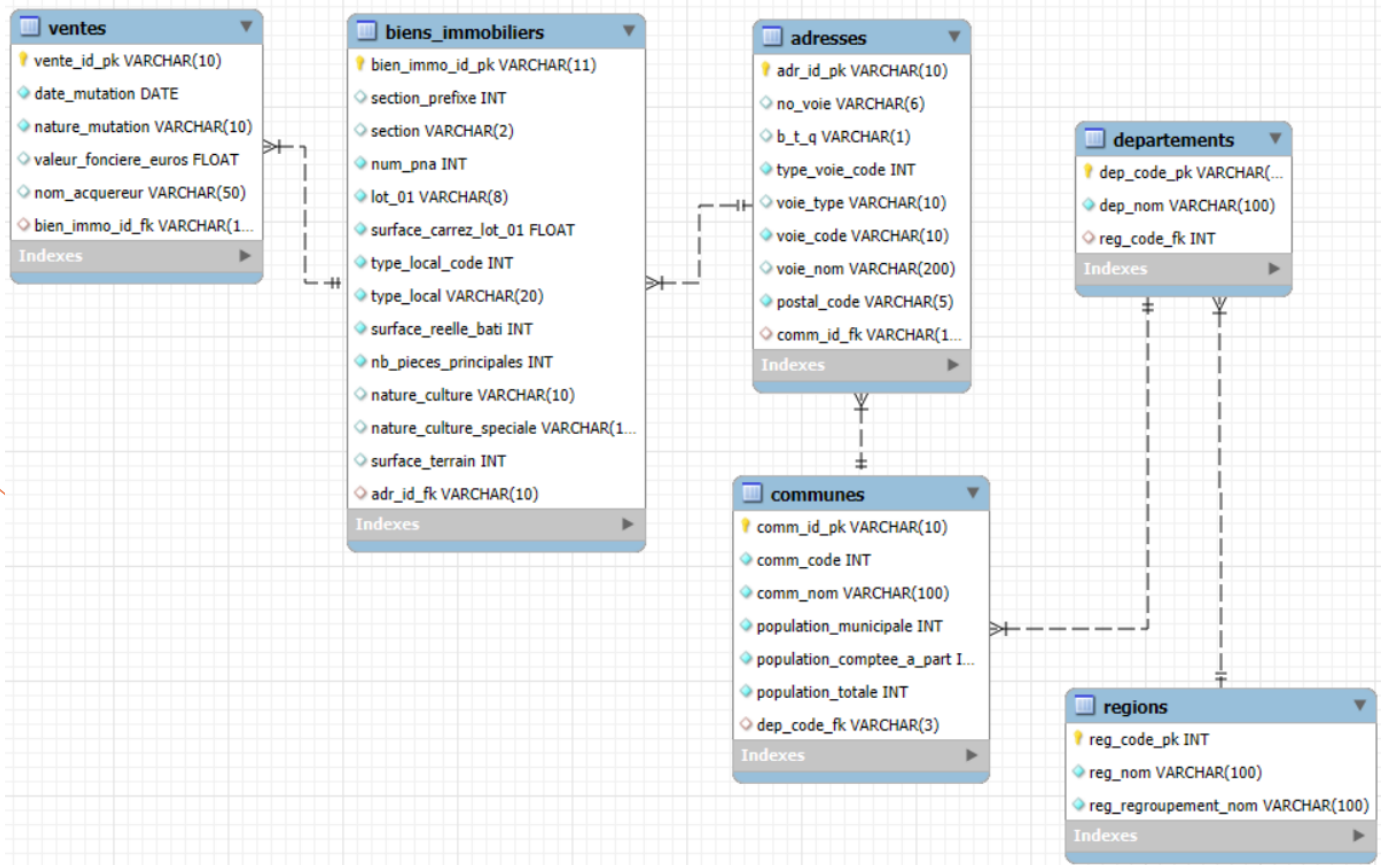 ventes
vente_id_pk VARCHAR(10)
date_mutation DATE
nature_mutation VARCHAR(10)
valeur_fonciere_euros FLOAT
nom_acquereur VARCHAR(50)
bien_immo_id_fk VARCHAR(1...
Indexes
biens_immobiliers
bien_immo_id_pk VARCHAR(11)
section_prefixe INT
section VARCHAR(2)
num_pna INT
lot_01 VARCHAR(8)
surface_carrez_lot_01 FLOAT
type_local_code INT
type_local VARCHAR(20)
surface_reelle_bati INT
nb_pieces_principales INT
nature_culture VARCHAR(10)
nature_culture_speciale VARCHAR(1...
surface_terrain INT
adr_id_fk VARCHAR(10)
Indexes
adresses
adr_id_pk VARCHAR(10)
no_voie VARCHAR(6)
b_t_q VARCHAR(1)
type_voie_code INT
voie_type VARCHAR(10)
voie_code VARCHAR(10)
voie_nom VARCHAR(200)
postal_code VARCHAR(5)
comm_id_fk VARCHAR(1...
Indexes
departements
dep_code_pk VARCHAR(...
dep_nom VARCHAR(100)
reg_code_fk INT
Indexes
communes
comm_id_pk VARCHAR(10)
comm_code INT
comm_nom VARCHAR(100)
population_municipale INT
population_comptee_a_part I...
population_totale INT
dep_code_fk VARCHAR(3)
Indexes
regions
reg_code_pk INT
reg_nom VARCHAR(100)
reg_regroupement_nom VARCHAR(100)
Indexes